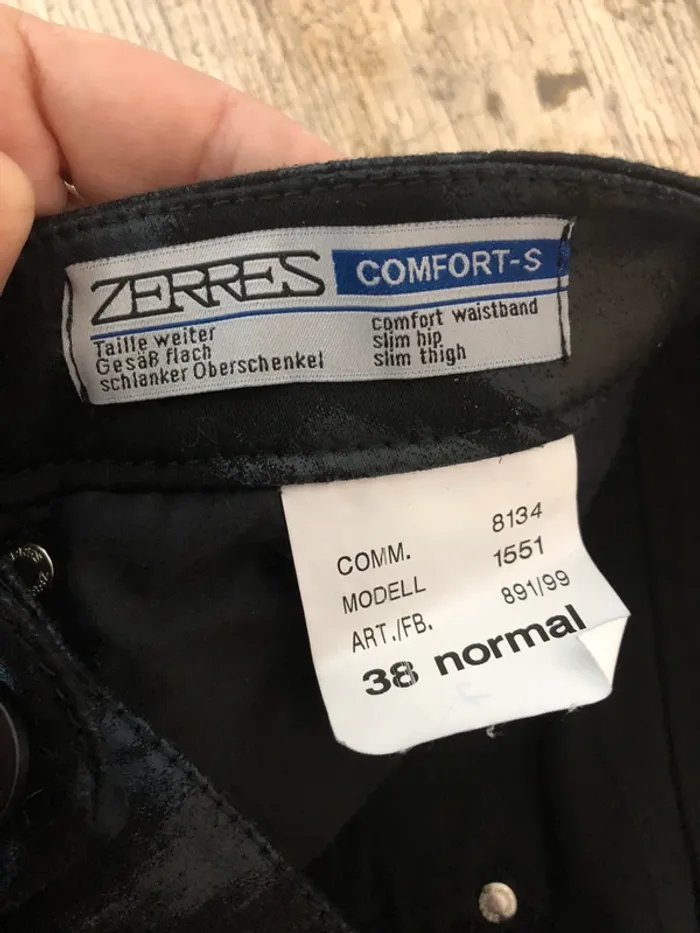 ZERRES COMFORT-S
Taille weiter
Gesäß flach
schlanker Oberschenkel
comfort waistband
slim hip
slim thigh
COMM. 8134
MODELL 1551
ART./FB. 891/99
38 normal